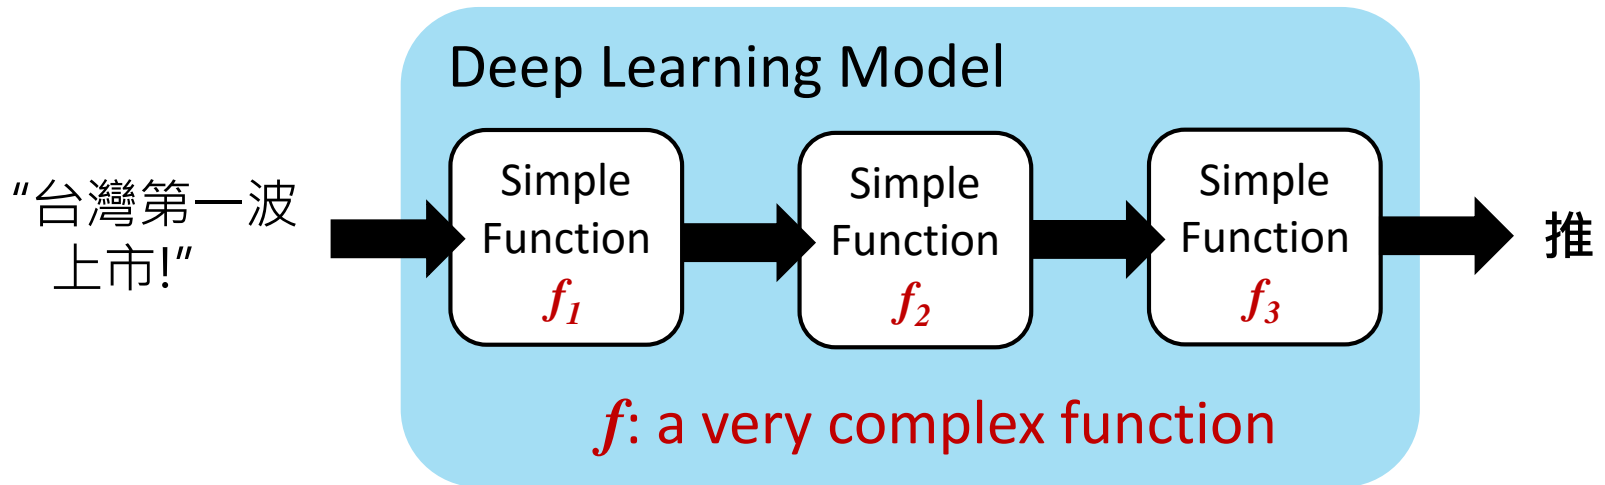 Deep Learning Model
“台灣第一波
上市!”
Simple
Function
f1
Simple
Function
f2
Simple
Function
f3
推
f: a very complex function